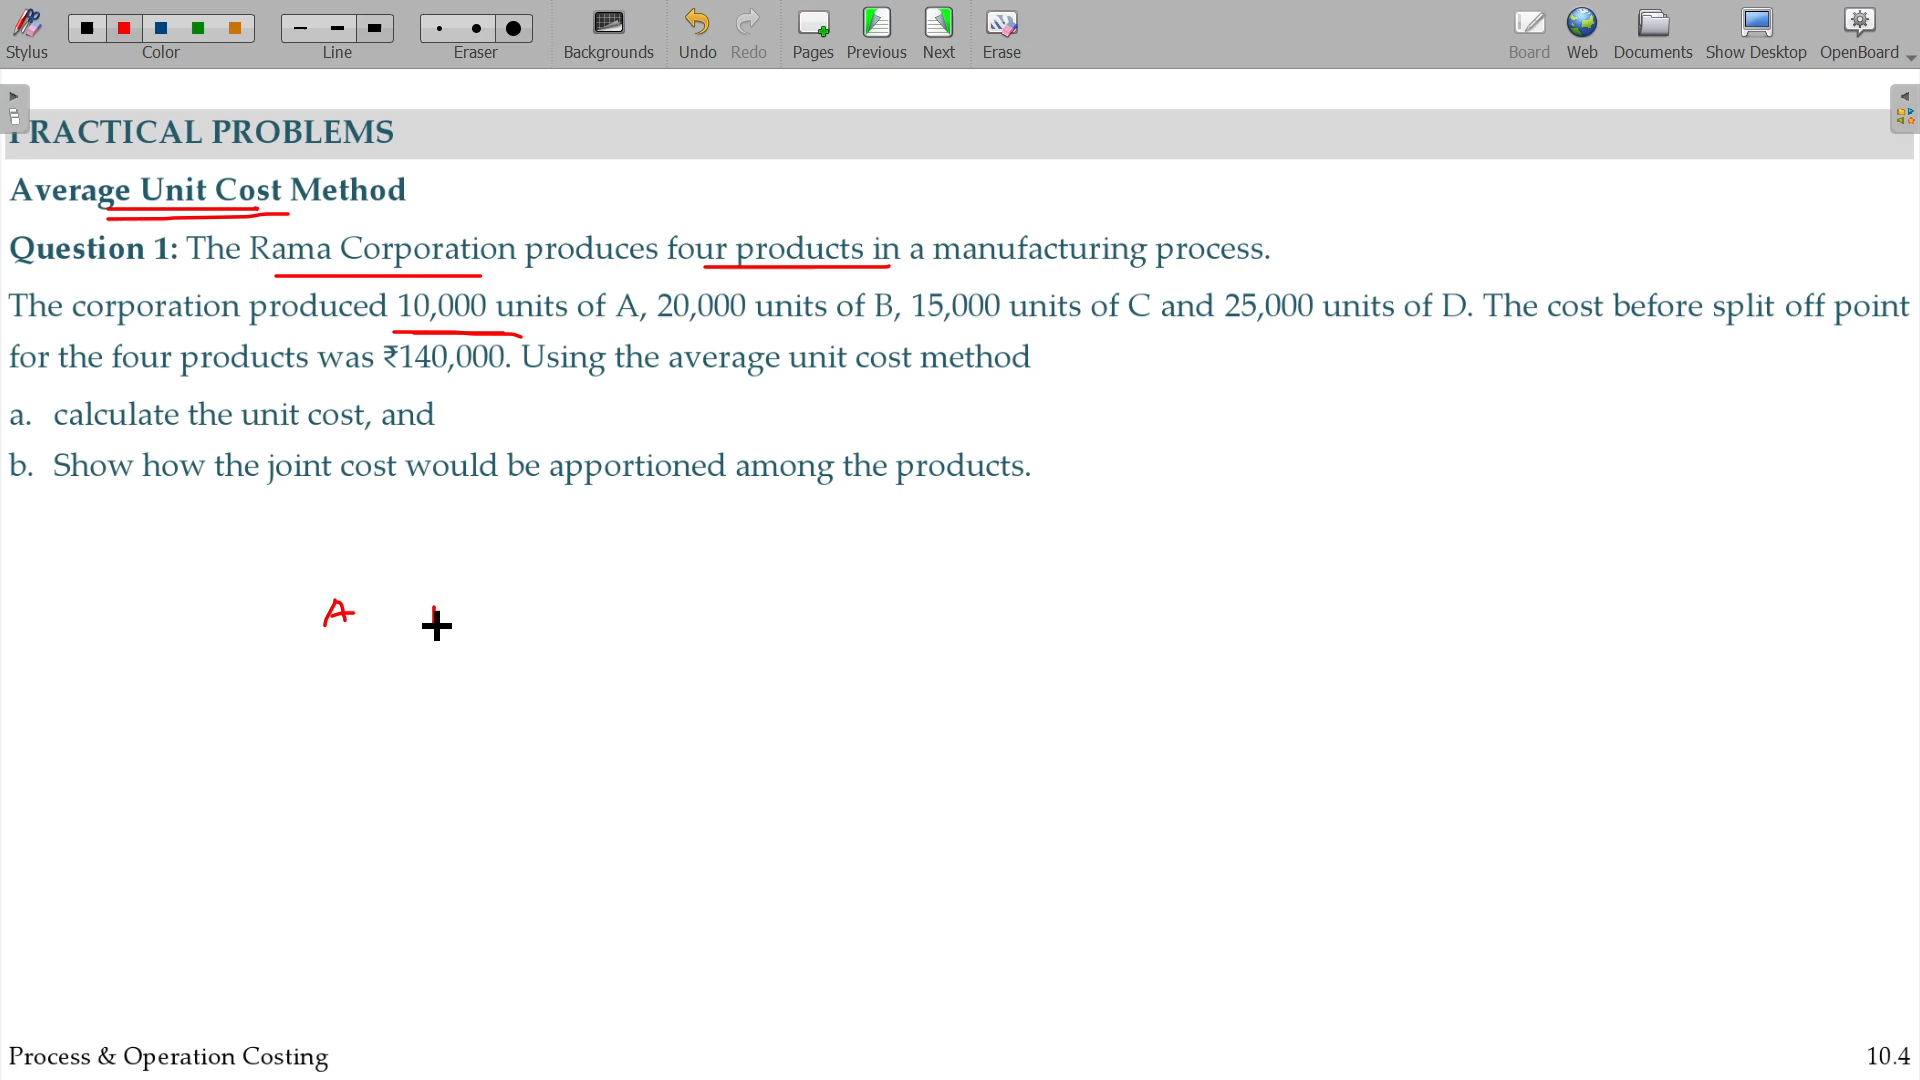 Stylus Color Line Eraser Backgrounds Undo Redo Pages Previous Next Erase Board Web Documents Show Desktop OpenBoard
PRACTICAL PROBLEMS
Average Unit Cost Method
Question 1: The Rama Corporation produces four products in a manufacturing process.
The corporation produced 10,000 units of A, 20,000 units of B, 15,000 units of C and 25,000 units of D. The cost before split off point
for the four products was ₹140,000. Using the average unit cost method
a. calculate the unit cost, and
b. Show how the joint cost would be apportioned among the products.
A
Process & Operation Costing 10.4